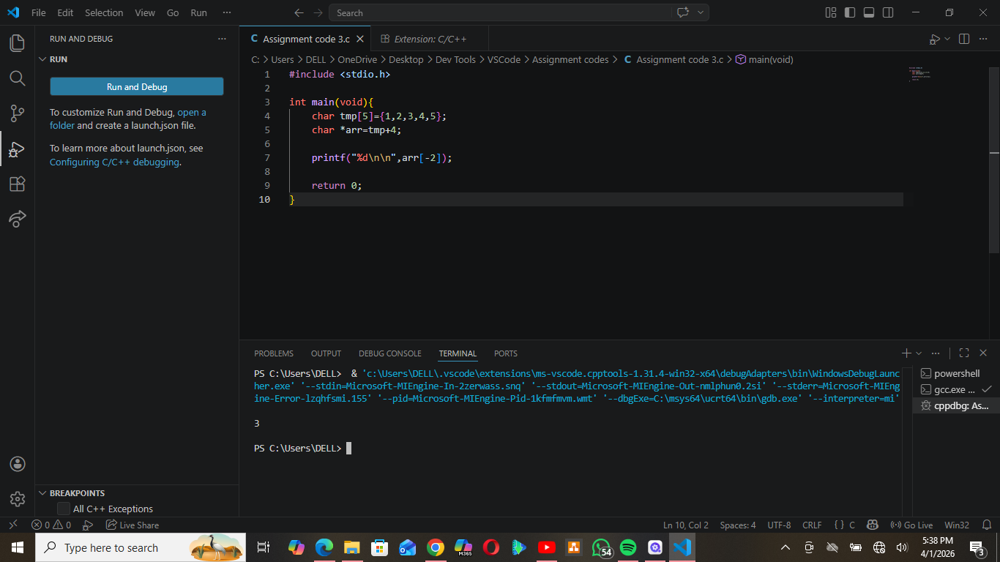 File Edit Selection View Go Run ···
Search
RUN AND DEBUG ···
RUN
Run and Debug
To customize Run and Debug, open a
folder and create a launch.json file.
To learn more about launch.json, see
Configuring C/C++ debugging.
BREAKPOINTS
All C++ Exceptions
C Assignment code 3.c
Extension: C/C++
C: > Users > DELL > OneDrive > Desktop > Dev Tools > VSCode > Assignment codes > C Assignment code 3.c > main(void)
1 #include <stdio.h>
2
3 int main(void){
4 char tmp[5]={1,2,3,4,5};
5 char *arr=tmp+4;
6
7 printf("%d\n\n",arr[-2]);
8
9 return 0;
10 }
PROBLEMS OUTPUT DEBUG CONSOLE TERMINAL PORTS
PS C:\Users\DELL> & 'c:\Users\DELL\.vscode\extensions\ms-vscode.cpptools-1.31.4-win32-x64\debugAdapters\bin\WindowsDebugLaunc
her.exe' '--stdin=Microsoft-MIEngine-In-2zerwass.snq' '--stdout=Microsoft-MIEngine-Out-nmlphun0.2si' '--stderr=Microsoft-MIEng
ine-Error-lzqhfsmi.155' '--pid=Microsoft-MIEngine-Pid-1kfmfmvm.wmt' '--dbgExe=C:\msys64\ucrt64\bin\gdb.exe' '--interpreter=mi'
3
PS C:\Users\DELL>
powershell
gcc.exe ...
cppdbg: As...
0 0 Live Share
Ln 10, Col 2 Spaces: 4 UTF-8 CRLF { } C Go Live Win32
Type here to search
M365
54
5:38 PM
4/1/2026
3